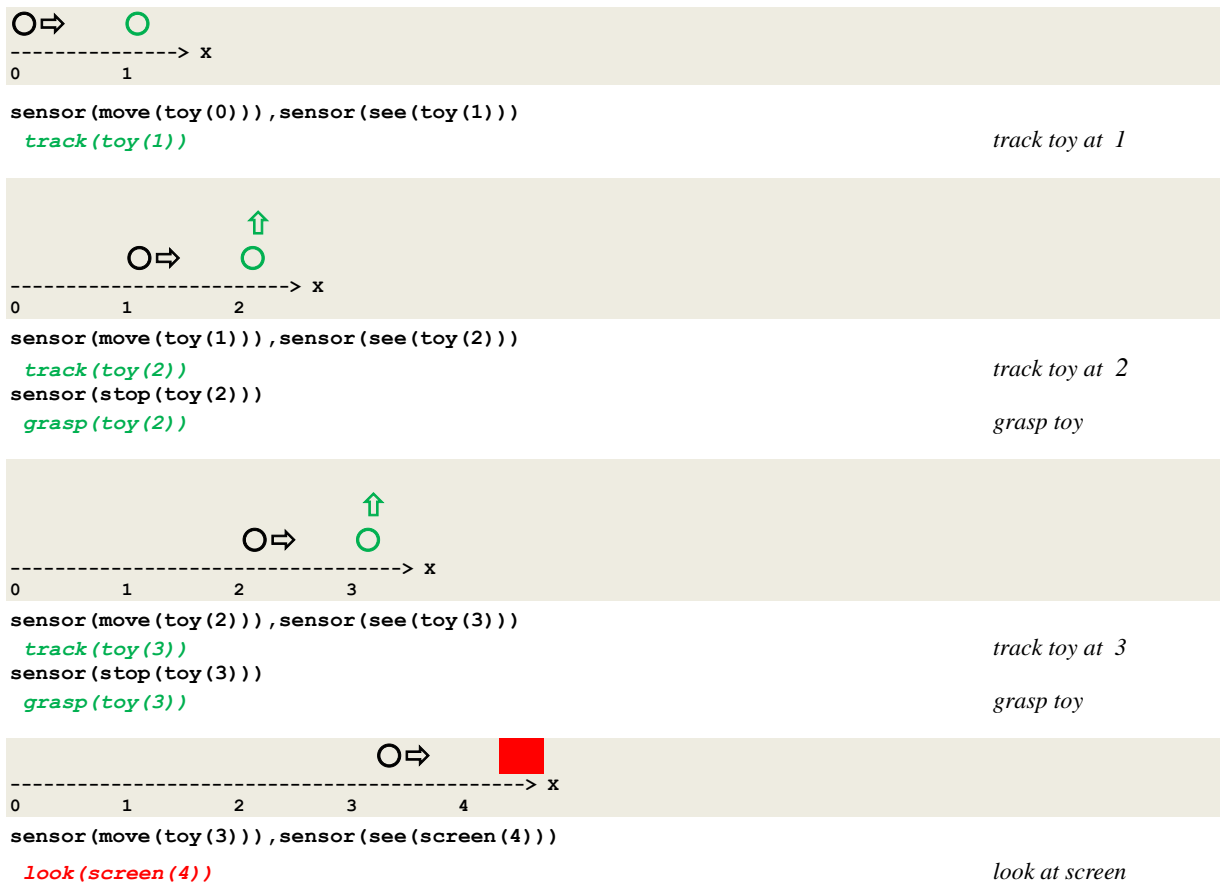 ---------------> X
0 1
sensor(move(toy(0))),sensor(see(toy(1)))
track(toy(1)) track toy at 1
-------------------------> X
0 1 2
sensor(move(toy(1))),sensor(see(toy(2)))
track(toy(2)) track toy at 2
sensor(stop(toy(2)))
grasp(toy(2)) grasp toy
-----------------------------------> X
0 1 2 3
sensor(move(toy(2))),sensor(see(toy(3)))
track(toy(3)) track toy at 3
sensor(stop(toy(3)))
grasp(toy(3)) grasp toy
----------------------------------------------> X
0 1 2 3 4
sensor(move(toy(3))),sensor(see(screen(4)))
look(screen(4)) look at screen